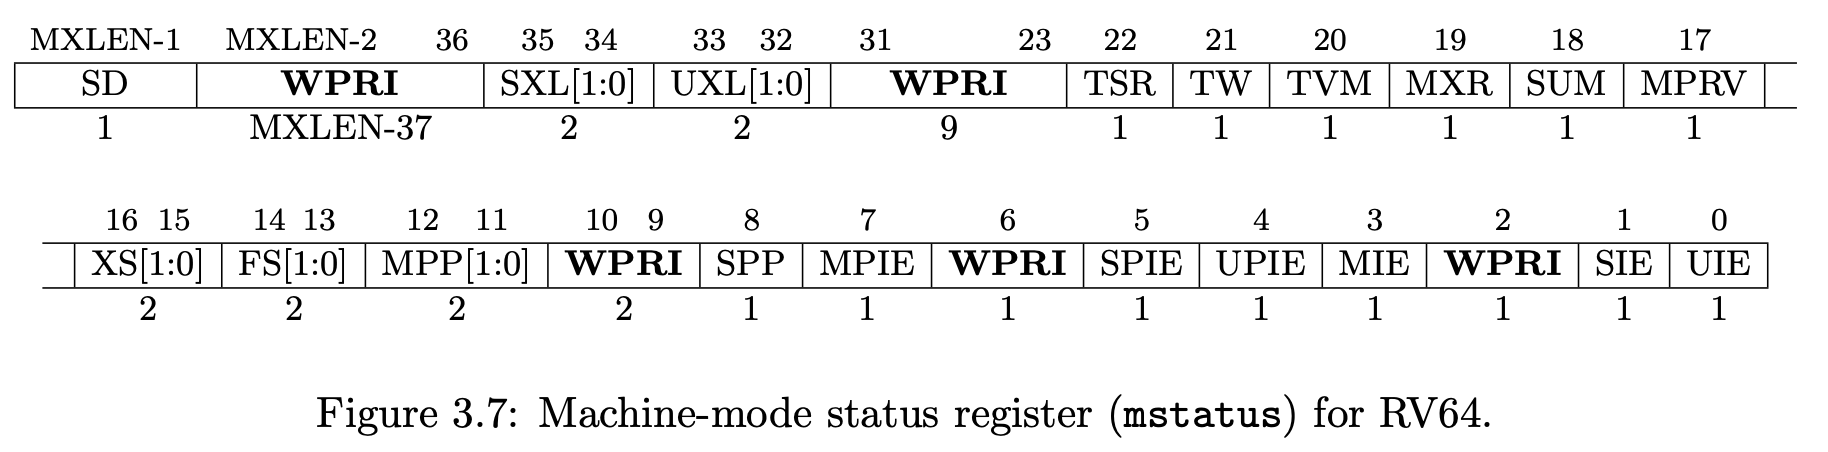 MXLEN-1 MXLEN-2 36 35 34 33 32 31 23 22 21 20 19 18 17
SD WPRI SXL[1:0] UXL[1:0] WPRI TSR TW TVM MXR SUM MPRV
1 MXLEN-37 2 2 9 1 1 1 1 1 1
16 15 14 13 12 11 10 9 8 7 6 5 4 3 2 1 0
XS[1:0] FS[1:0] MPP[1:0] WPRI SPP MPIE WPRI SPIE UPIE MIE WPRI SIE UIE
2 2 2 2 1 1 1 1 1 1 1 1 1
Figure 3.7: Machine-mode status register (mstatus) for RV64.